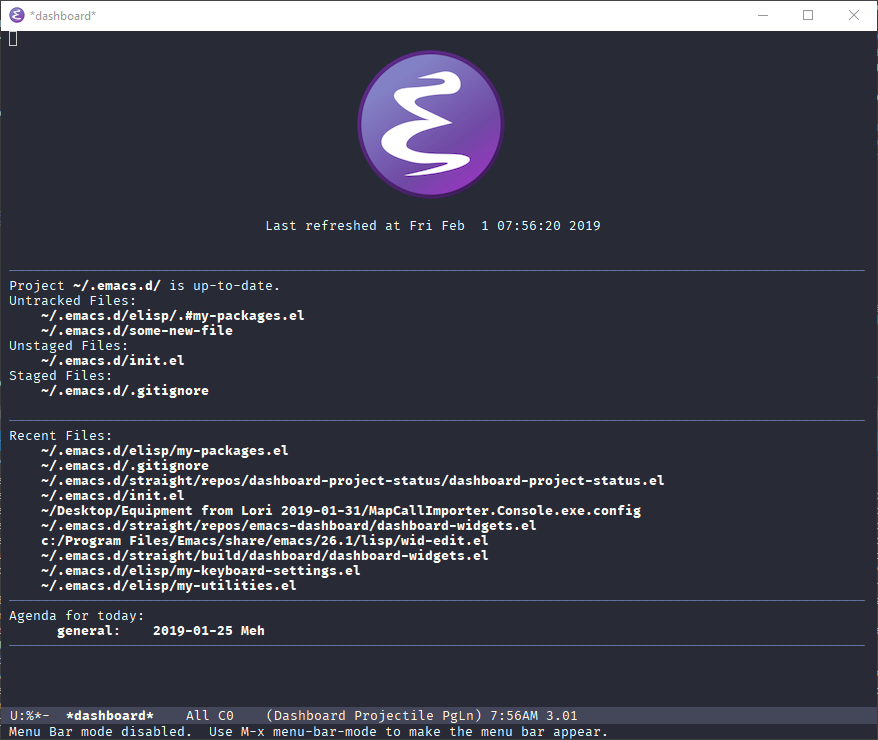 *dashboard*
Last refreshed at Fri Feb  1 07:56:20 2019
Project ~/.emacs.d/ is up-to-date.
Untracked Files:
    ~/.emacs.d/elisp/.#my-packages.el
    ~/.emacs.d/some-new-file
Unstaged Files:
    ~/.emacs.d/init.el
Staged Files:
    ~/.emacs.d/.gitignore
Recent Files:
    ~/.emacs.d/elisp/my-packages.el
    ~/.emacs.d/.gitignore
    ~/.emacs.d/straight/repos/dashboard-project-status/dashboard-project-status.el
    ~/.emacs.d/init.el
    ~/Desktop/Equipment from Lori 2019-01-31/MapCallImporter.Console.exe.config
    ~/.emacs.d/straight/repos/emacs-dashboard/dashboard-widgets.el
    c:/Program Files/Emacs/share/emacs/26.1/lisp/wid-edit.el
    ~/.emacs.d/straight/build/dashboard/dashboard-widgets.el
    ~/.emacs.d/elisp/my-keyboard-settings.el
    ~/.emacs.d/elisp/my-utilities.el
Agenda for today:
      general:    2019-01-25 Meh
U:%*-  *dashboard*    All C0    (Dashboard Projectile PgLn) 7:56AM 3.01
Menu Bar mode disabled.  Use M-x menu-bar-mode to make the menu bar appear.